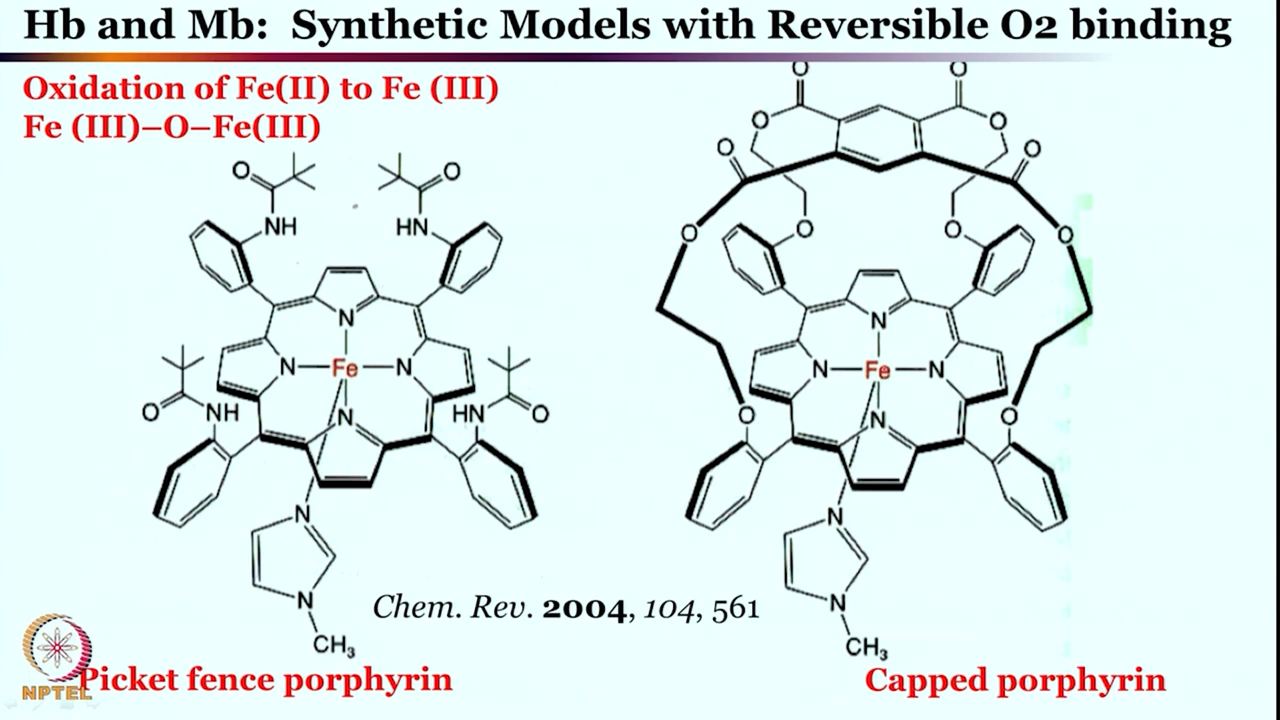 Hb and Mb: Synthetic Models with Reversible O2 binding
Oxidation of Fe(II) to Fe (III)
Fe (III)–O–Fe(III)
O
O
NH
HN
N
N
Fe
N
N
O
NH
HN
O
N
N
CH3
O
O
O
O
O
O
O
O
O
O
N
N
Fe
N
N
O
O
N
N
CH3
Chem. Rev. 2004, 104, 561
Picket fence porphyrin
Capped porphyrin
NPTEL